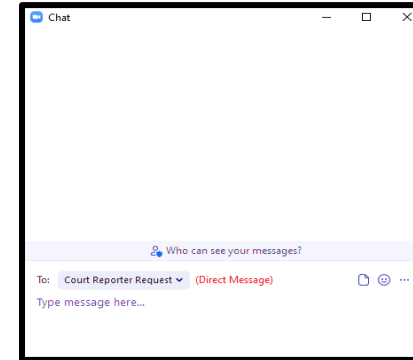 Chat
Who can see your messages?
To: Court Reporter Request (Direct Message)
Type message here...